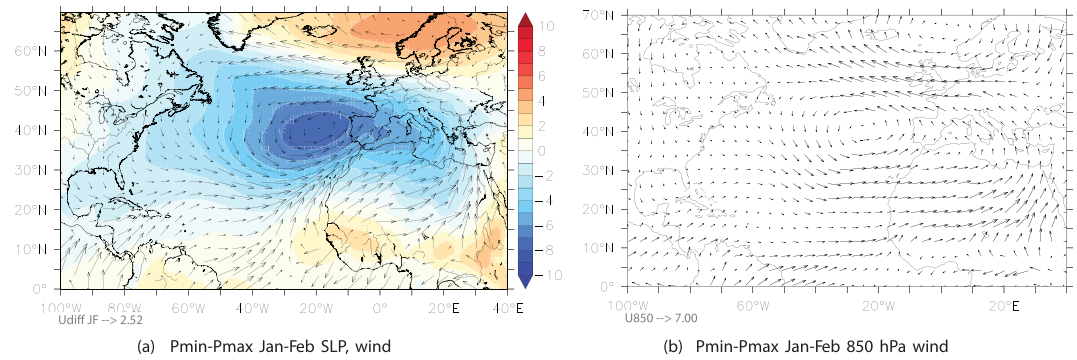 60°N
50°N
40°N
30°N
20°N
10°N
0°
100°W 80°W 60°W 40°W 20°W 0° 20°E 40°E
10
8
6
4
2
0
−2
−4
−6
−8
−10
Udiff JF --> 2.52
(a) Pmin-Pmax Jan-Feb SLP, wind
70°N
60°N
50°N
40°N
30°N
20°N
10°N
0°
100°W 60°W 20°W 20°E
U850 --> 7.00
(b) Pmin-Pmax Jan-Feb 850 hPa wind